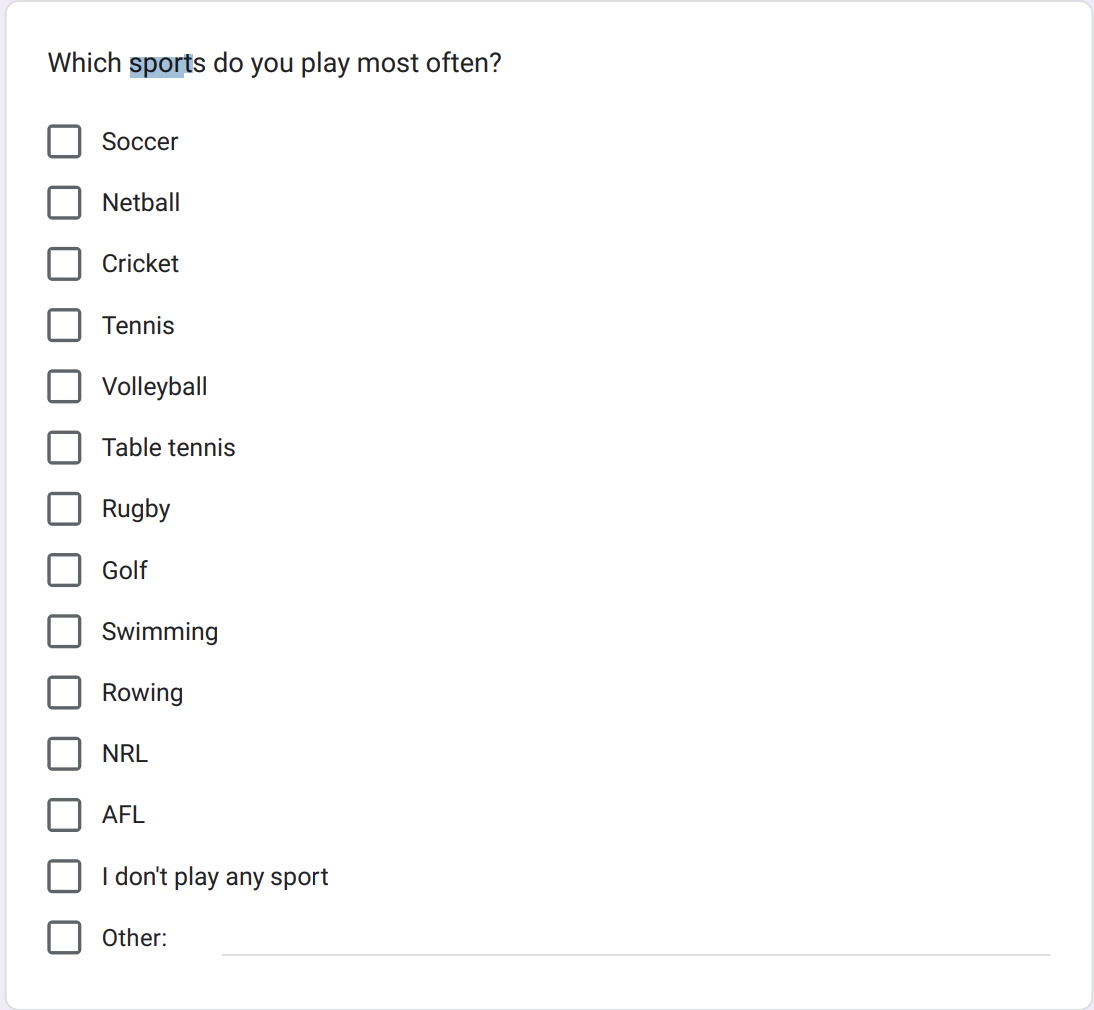 Which sports do you play most often?
Soccer
Netball
Cricket
Tennis
Volleyball
Table tennis
Rugby
Golf
Swimming
Rowing
NRL
AFL
I don't play any sport
Other: